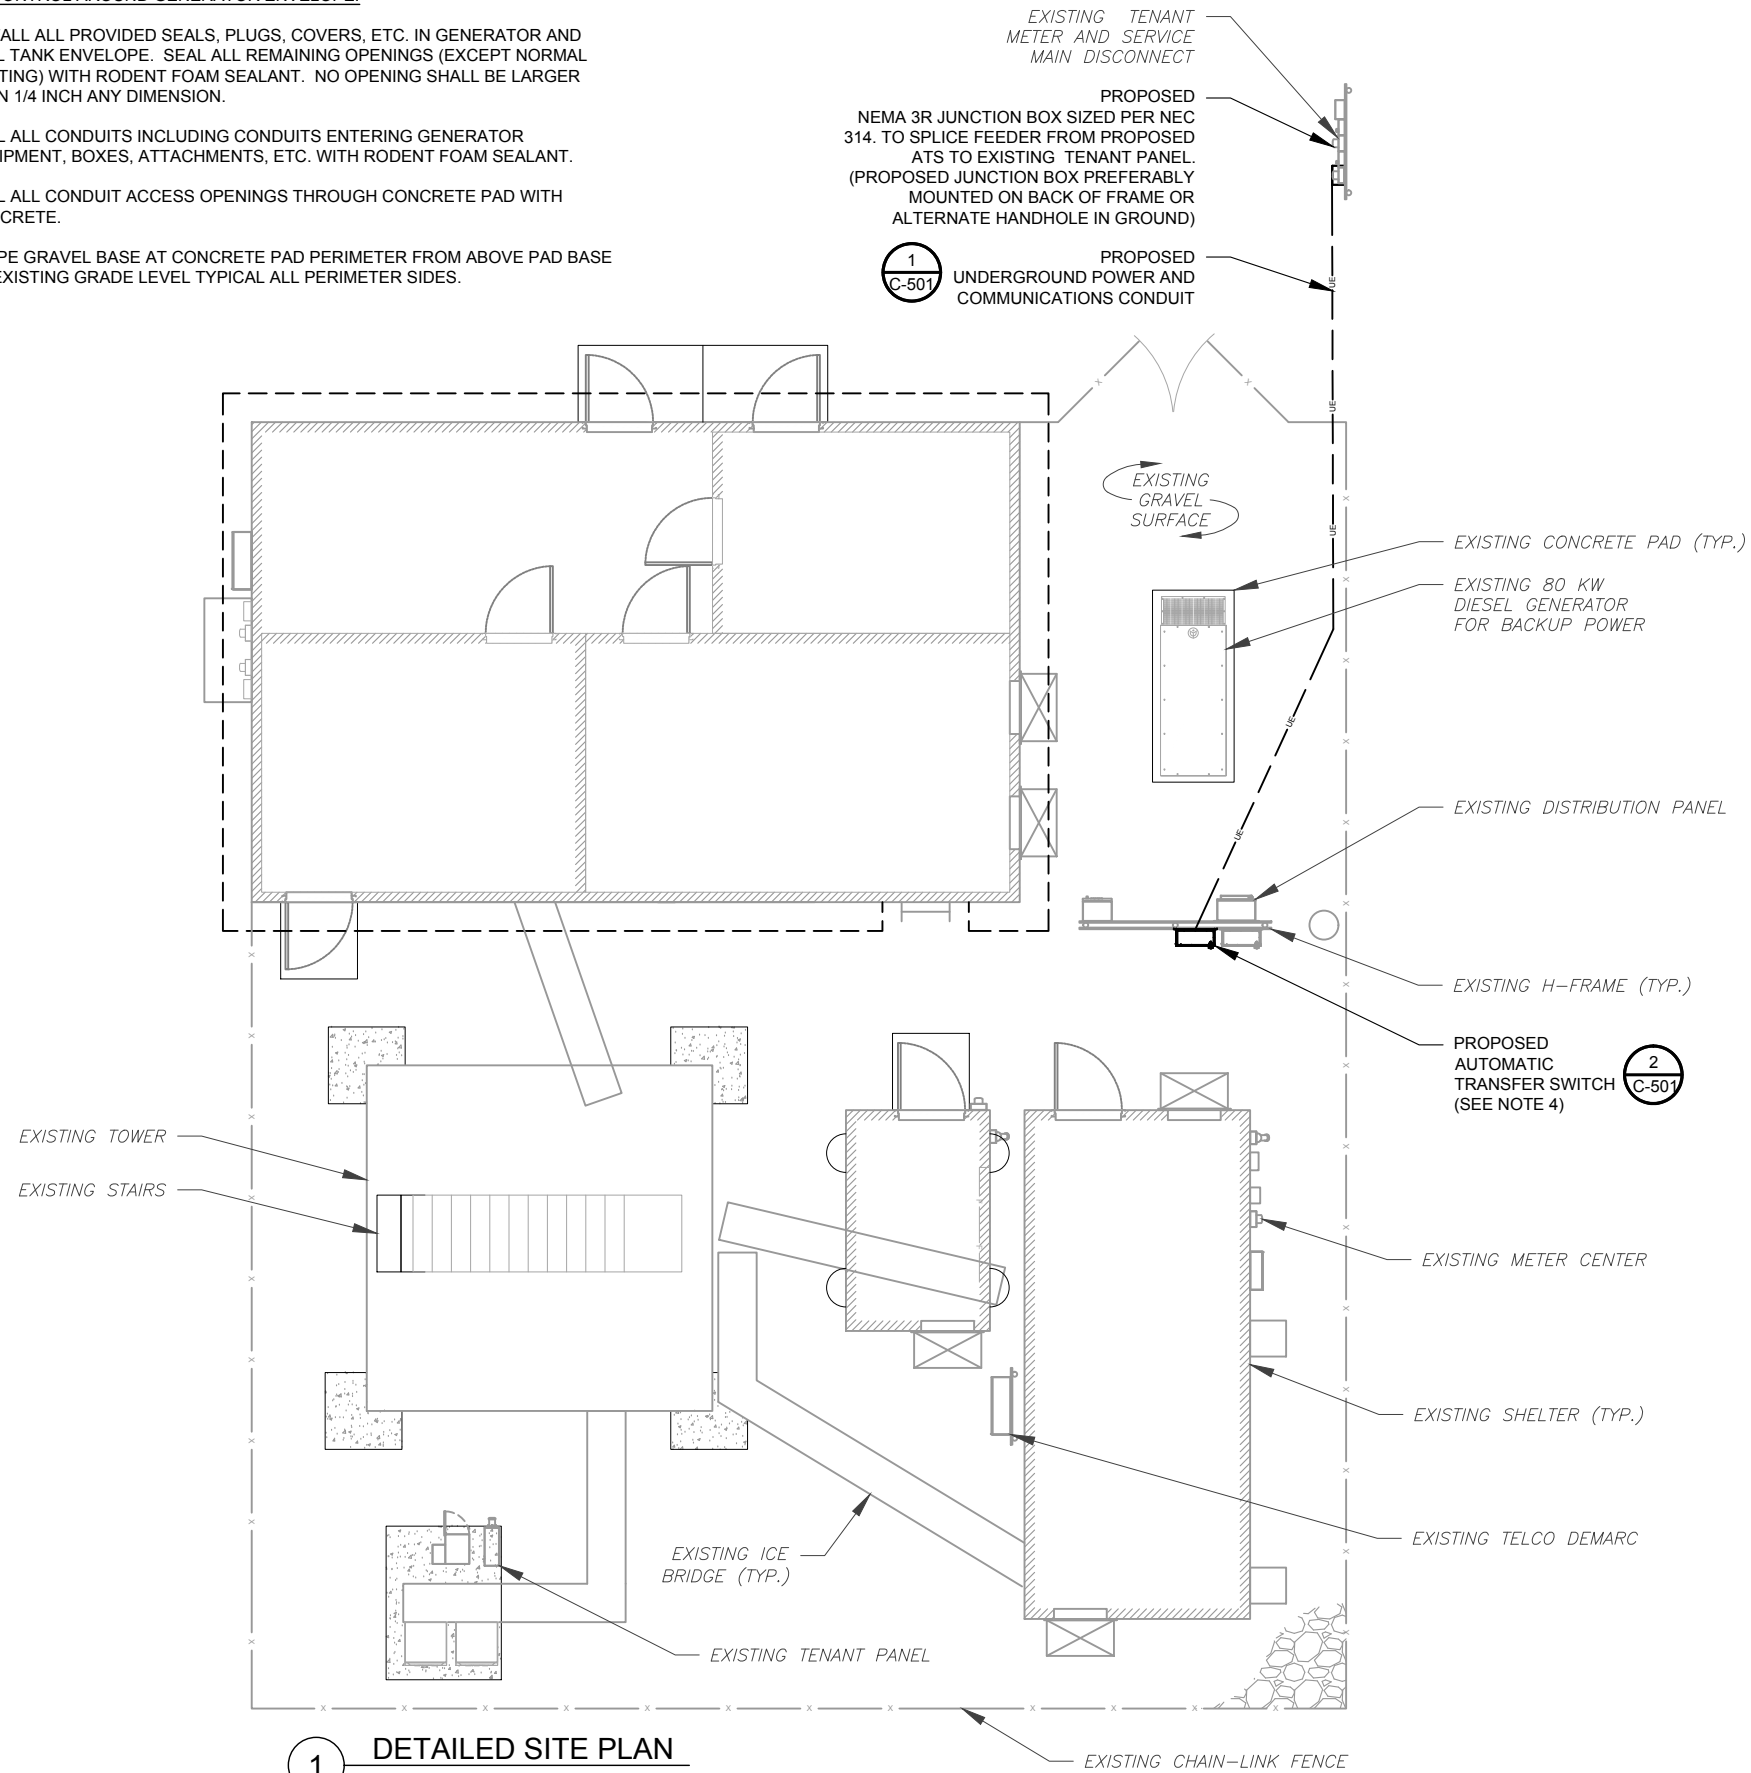 ALL ALL PROVIDED SEALS, PLUGS, COVERS, ETC. IN GENERATOR AND
TANK ENVELOPE. SEAL ALL REMAINING OPENINGS (EXCEPT NORMAL
WITH RODENT FOAM SEALANT. NO OPENING SHALL BE LARGER
1/4 INCH ANY DIMENSION.
ALL CONDUITS INCLUDING CONDUITS ENTERING GENERATOR
BOXES, ATTACHMENTS, ETC. WITH RODENT FOAM SEALANT.
ALL CONDUIT ACCESS OPENINGS THROUGH CONCRETE PAD WITH
GRAVEL BASE AT CONCRETE PAD PERIMETER FROM ABOVE PAD BASE
EXISTING GRADE LEVEL TYPICAL ALL PERIMETER SIDES.
EXISTING TENANT
METER AND SERVICE
MAIN DISCONNECT
PROPOSED
NEMA 3R JUNCTION BOX SIZED PER NEC
314. TO SPLICE FEEDER FROM PROPOSED
ATS TO EXISTING TENANT PANEL.
(PROPOSED JUNCTION BOX PREFERABLY
MOUNTED ON BACK OF FRAME OR
ALTERNATE HANDHOLE IN GROUND)
1
C-501
PROPOSED
UNDERGROUND POWER AND
COMMUNICATIONS CONDUIT
UE
UE
UE
UE
UE
EXISTING
GRAVEL
SURFACE
EXISTING CONCRETE PAD (TYP.)
EXISTING 80 KW
DIESEL GENERATOR
FOR BACKUP POWER
EXISTING DISTRIBUTION PANEL
EXISTING H-FRAME (TYP.)
PROPOSED
AUTOMATIC
TRANSFER SWITCH
(SEE NOTE 4)
2
C-501
EXISTING TOWER
EXISTING STAIRS
EXISTING METER CENTER
EXISTING SHELTER (TYP.)
EXISTING TELCO DEMARC
EXISTING ICE
BRIDGE (TYP.)
EXISTING TENANT PANEL
EXISTING CHAIN-LINK FENCE
1
DETAILED SITE PLAN